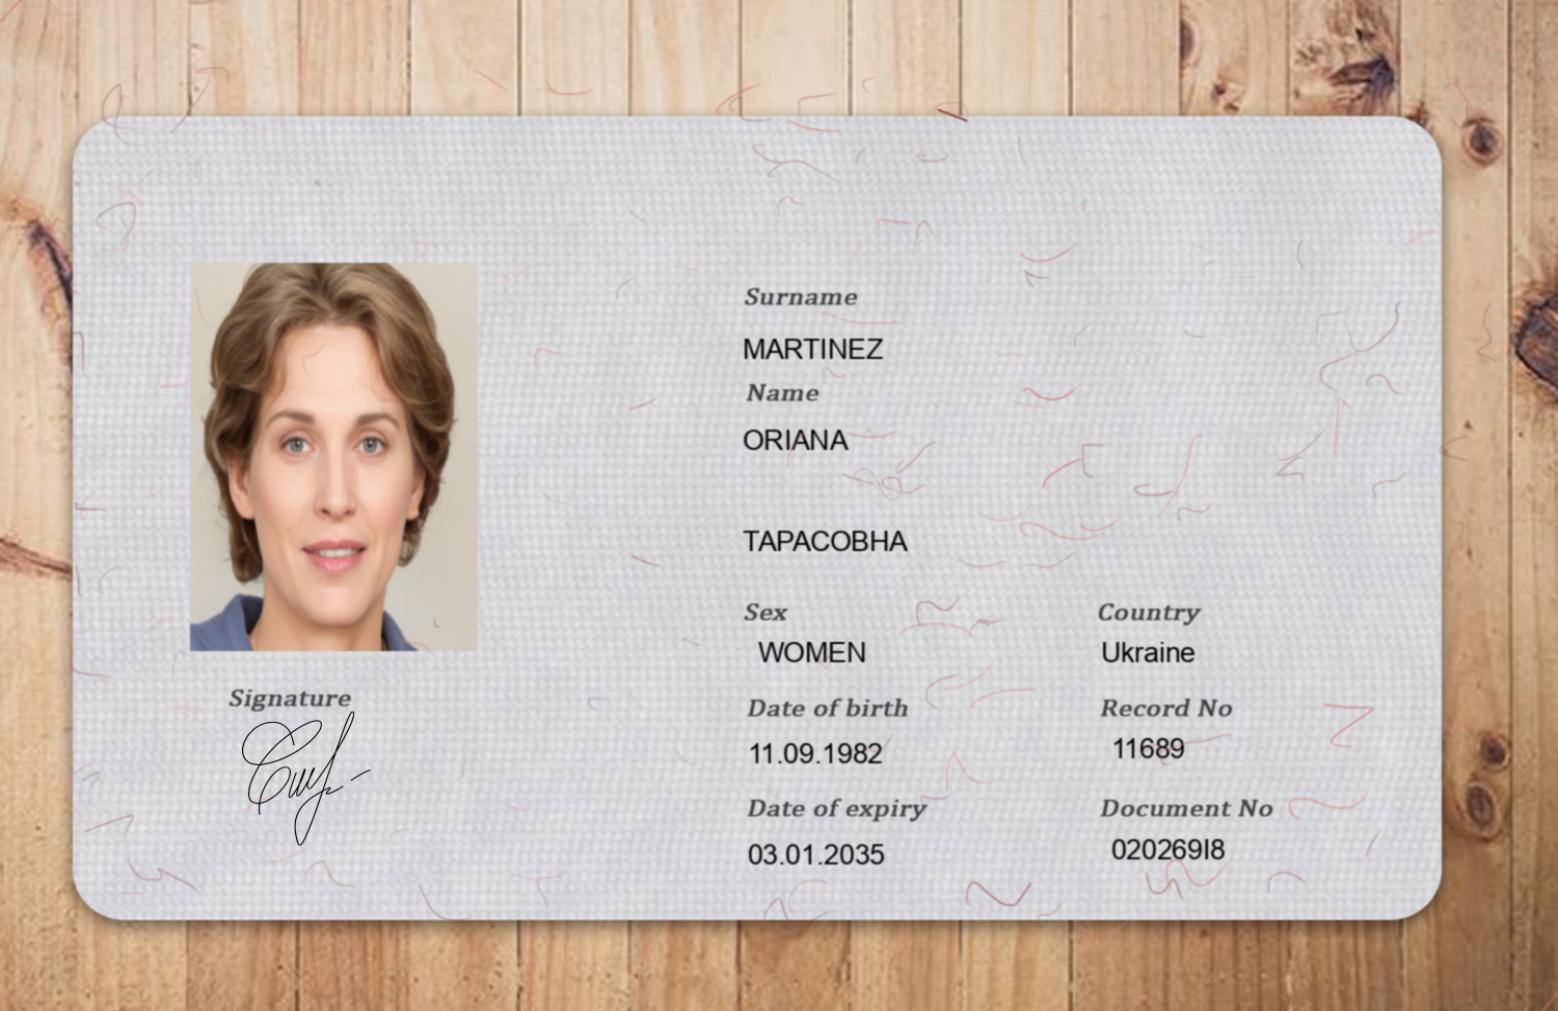 Surname
MARTINEZ
Name
ORIANA
TAPACOBHA
Sex
Country
WOMEN
Ukraine
Date of birth
Record No
11.09.1982
11689
Date of expiry
Document No
03.01.2035
020269I8
Signature